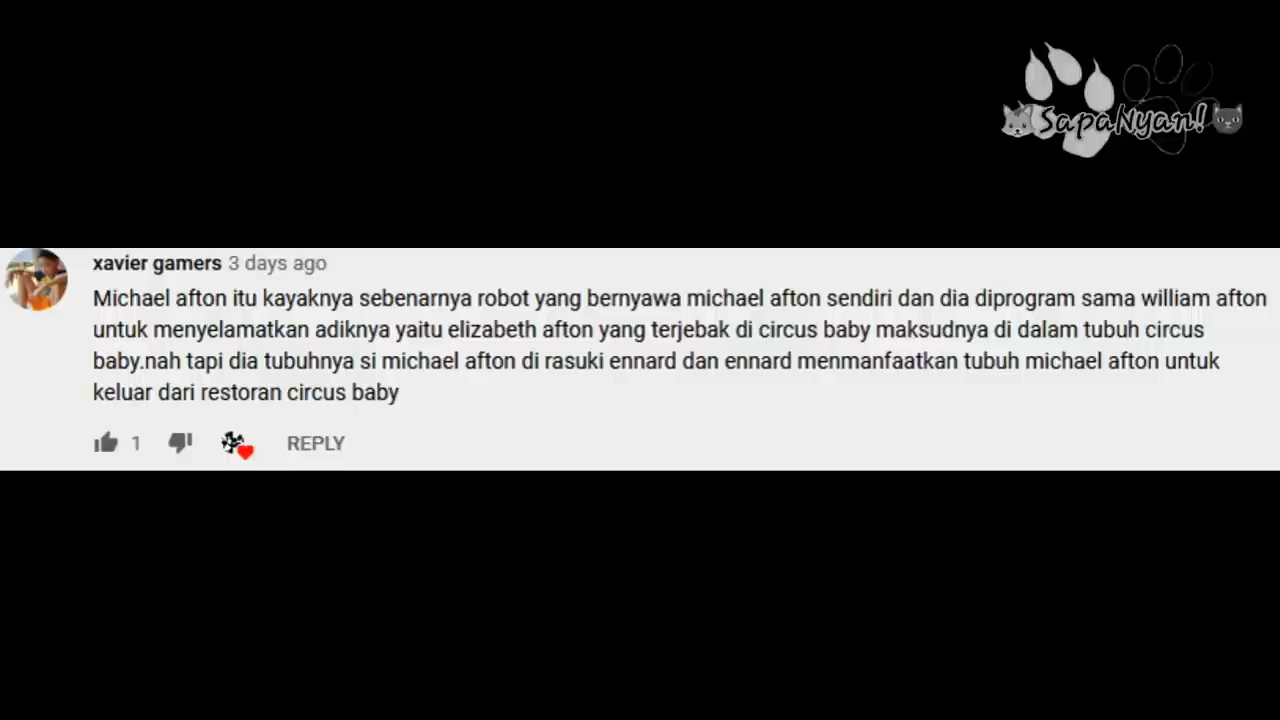 SapaNyan!
xavier gamers 3 days ago
Michael afton itu kayaknya sebenarnya robot yang bernyawa michael afton sendiri dan dia diprogram sama william afton
untuk menyelamatkan adiknya yaitu elizabeth afton yang terjebak di circus baby maksudnya di dalam tubuh circus
baby.nah tapi dia tubuhnya si michael afton di rasuki ennard dan ennard menmanfaatkan tubuh michael afton untuk
keluar dari restoran circus baby
1 REPLY